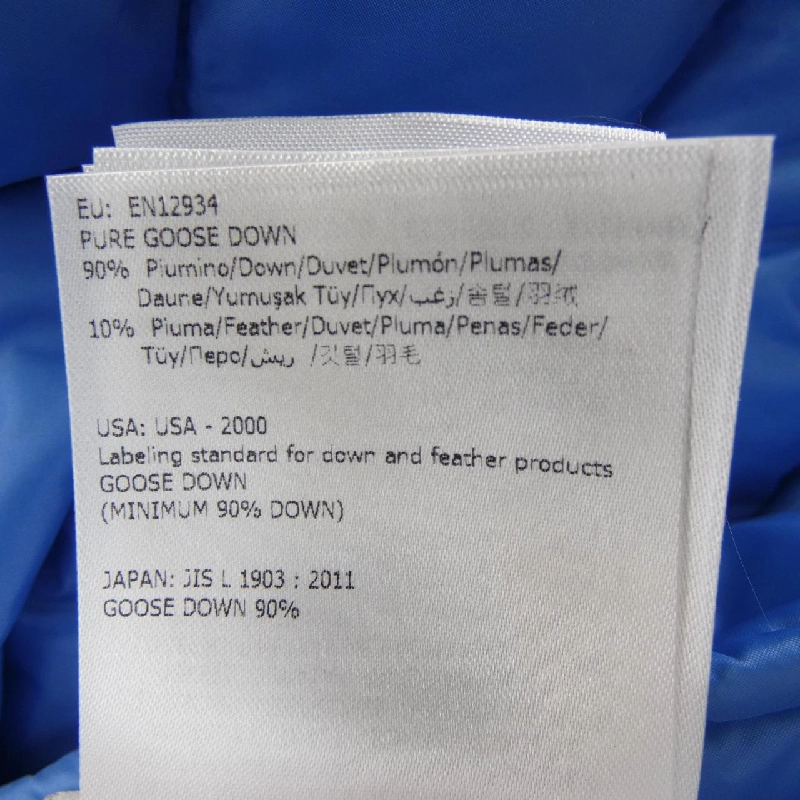 EU: EN12934
PURE GOOSE DOWN
90% Piumino/Down/Duvet/Plumón/Plumas/
Daune/Yumuşak Tüy/Пух/زغب/솜털/羽绒
10% Piuma/Feather/Duvet/Pluma/Penas/Feder/
Tüy/Перо/ريش /깃털/羽毛
USA: USA - 2000
Labeling standard for down and feather products
GOOSE DOWN
(MINIMUM 90% DOWN)
JAPAN: JIS L 1903 : 2011
GOOSE DOWN 90%